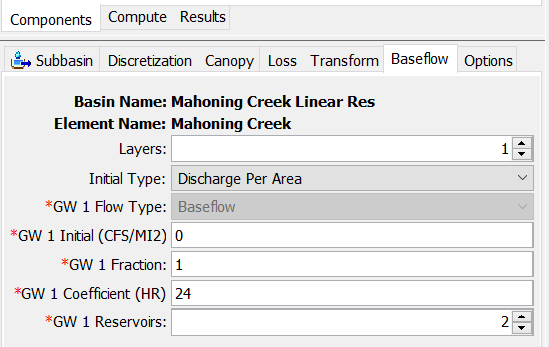 Components Compute Results
Subbasin Discretization Canopy Loss Transform Baseflow Options
Basin Name: Mahoning Creek Linear Res
Element Name: Mahoning Creek
Layers: 1
Initial Type: Discharge Per Area
*GW 1 Flow Type: Baseflow
*GW 1 Initial (CFS/MI2) 0
*GW 1 Fraction: 1
*GW 1 Coefficient (HR) 24
*GW 1 Reservoirs: 2